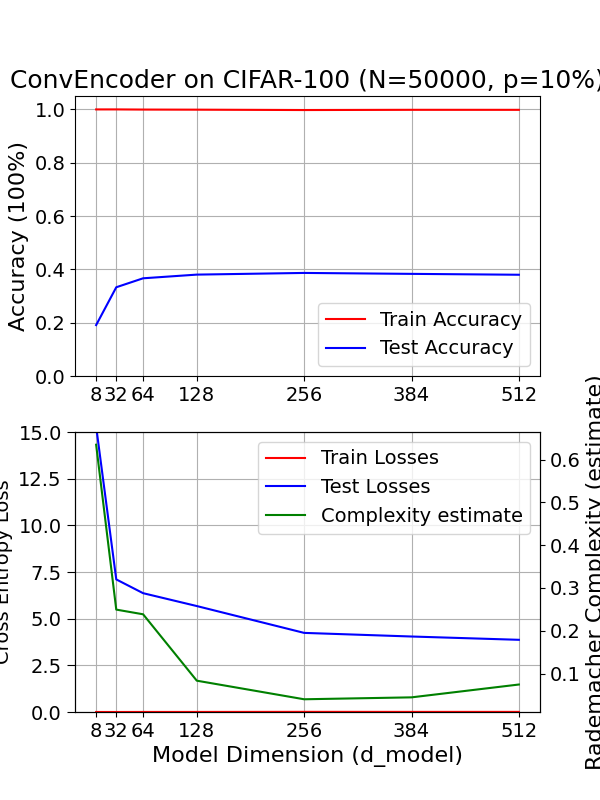 ConvEncoder on CIFAR-100 (N=50000, p=10%)
Accuracy (100%)
1.0
0.8
0.6
0.4
0.2
0.0
Train Accuracy
Test Accuracy
8 32 64 128 256 384 512
Cross Entropy Loss
15.0
12.5
10.0
7.5
5.0
2.5
0.0
Train Losses
Test Losses
Complexity estimate
0.6
0.5
0.4
0.3
0.2
0.1
Rademacher Complexity (estimate)
8 32 64 128 256 384 512
Model Dimension (d_model)